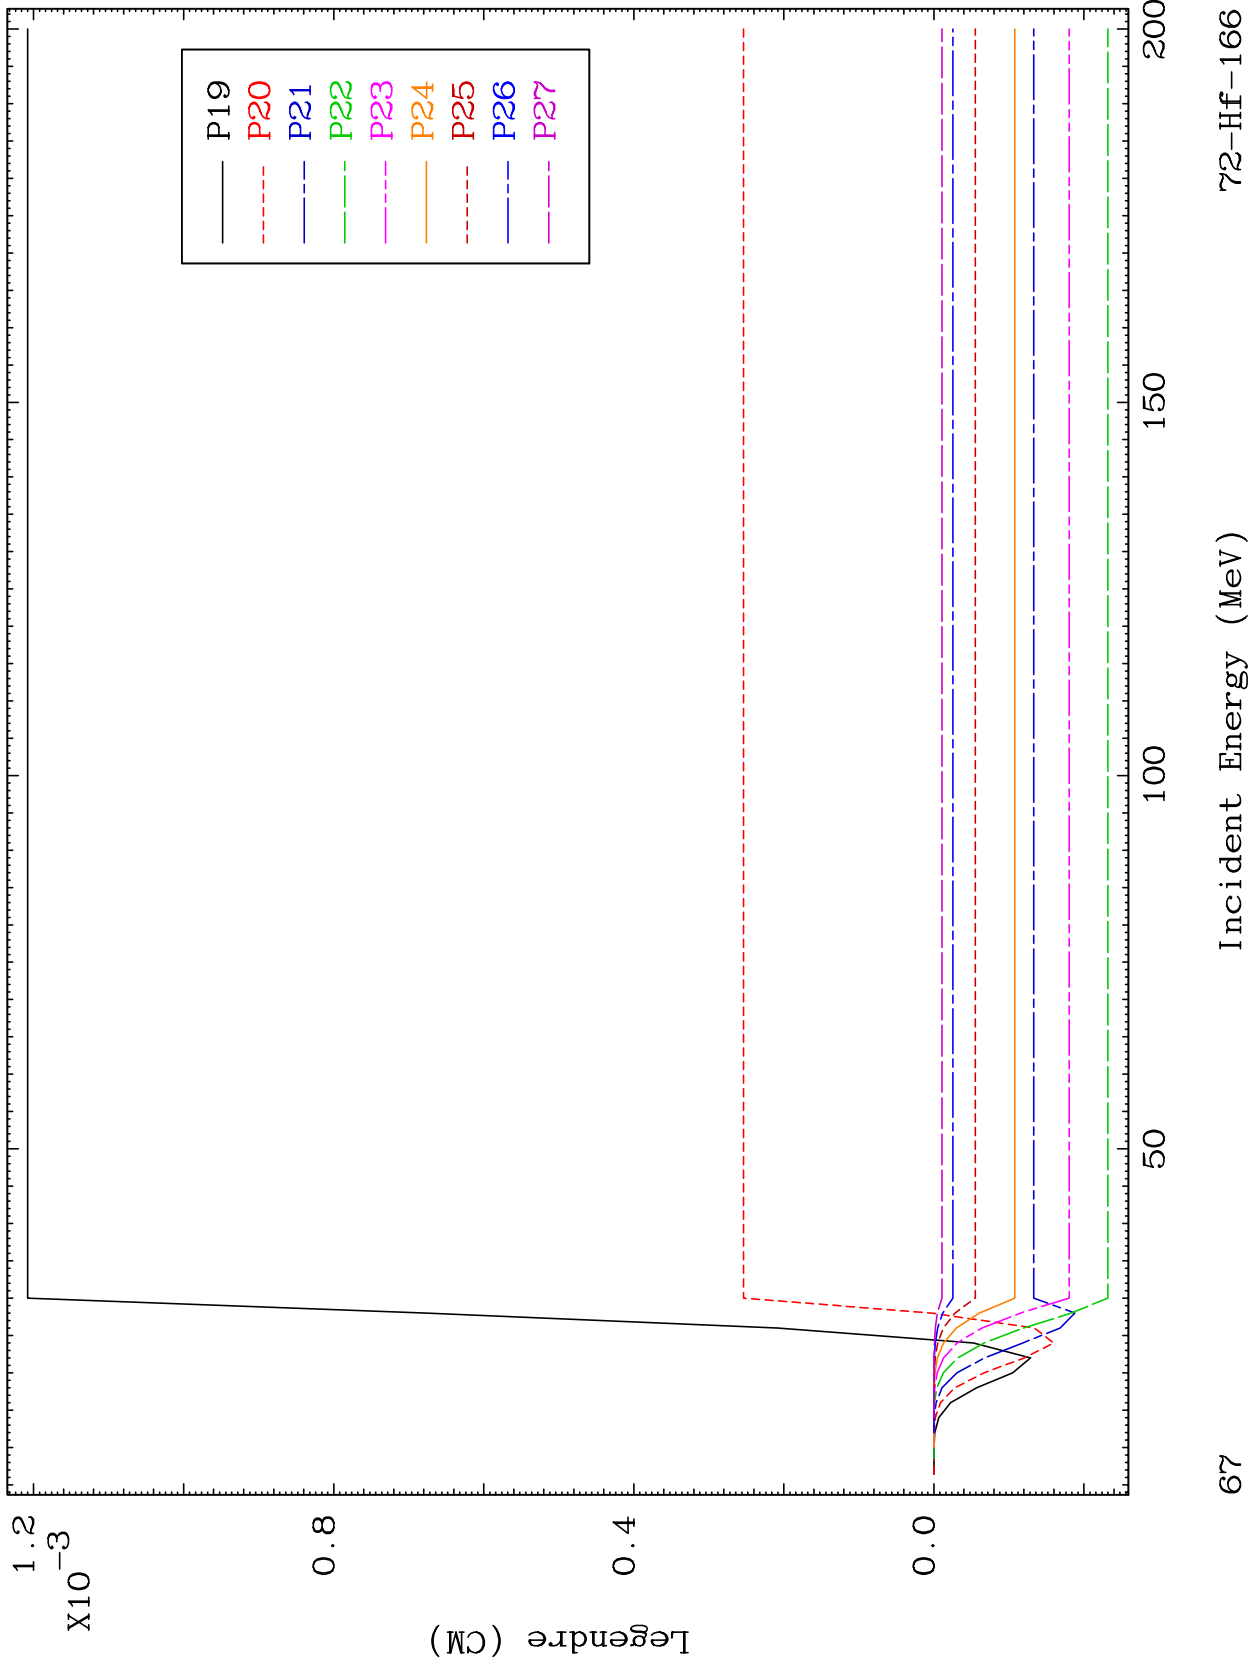 P19
P20
P21
P22
P23
P24
P25
P26
P27
1.2
X10
-3
0.8
0.4
0.0
Legendre (CM)
50
100
150
200
Incident Energy (MeV)
67
72-Hf-166